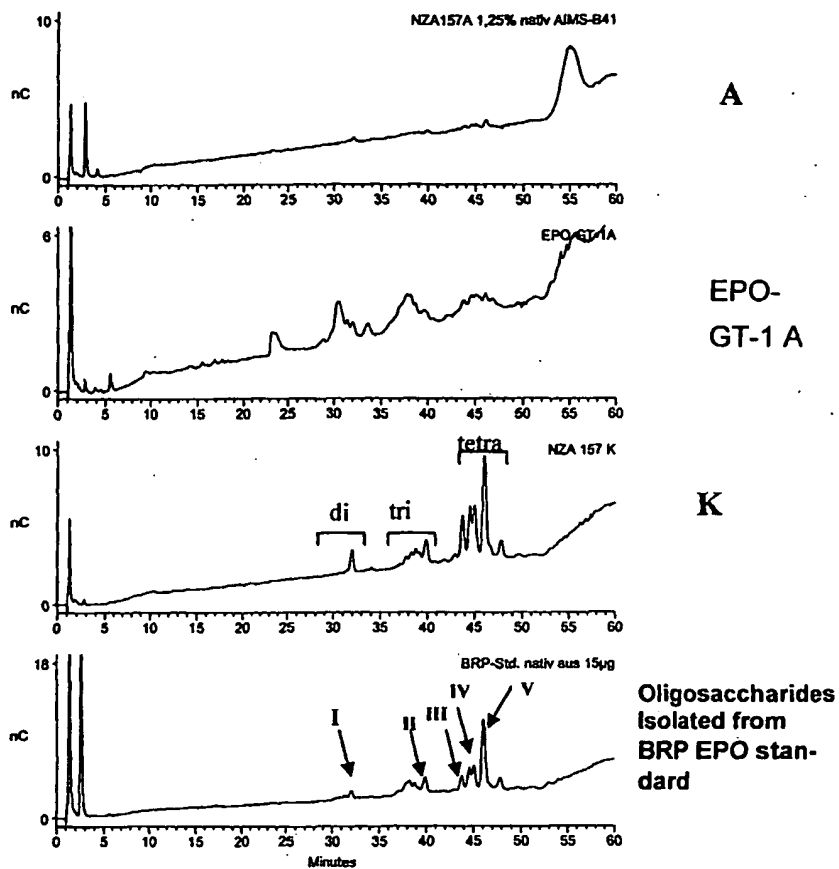 NZA157A 1,25% nativ AIMS-B41
10
nC
0
0 5 10 15 20 25 30 35 40 45 50 55 60
A
EPO-GT-1A
6
nC
0
0 5 10 15 20 25 30 35 40 45 50 55 60
EPO-
GT-1 A
NZA 157 K
10
nC
0
di
tri
tetra
0 5 10 15 20 25 30 35 40 45 50 55 60
K
BRP-Std. nativ aus 15µg
18
nC
0
I
II
III
IV
V
0 5 10 15 20 25 30 35 40 45 50 55 60
Minutes
Oligosaccharides
Isolated from
BRP EPO stan-
dard